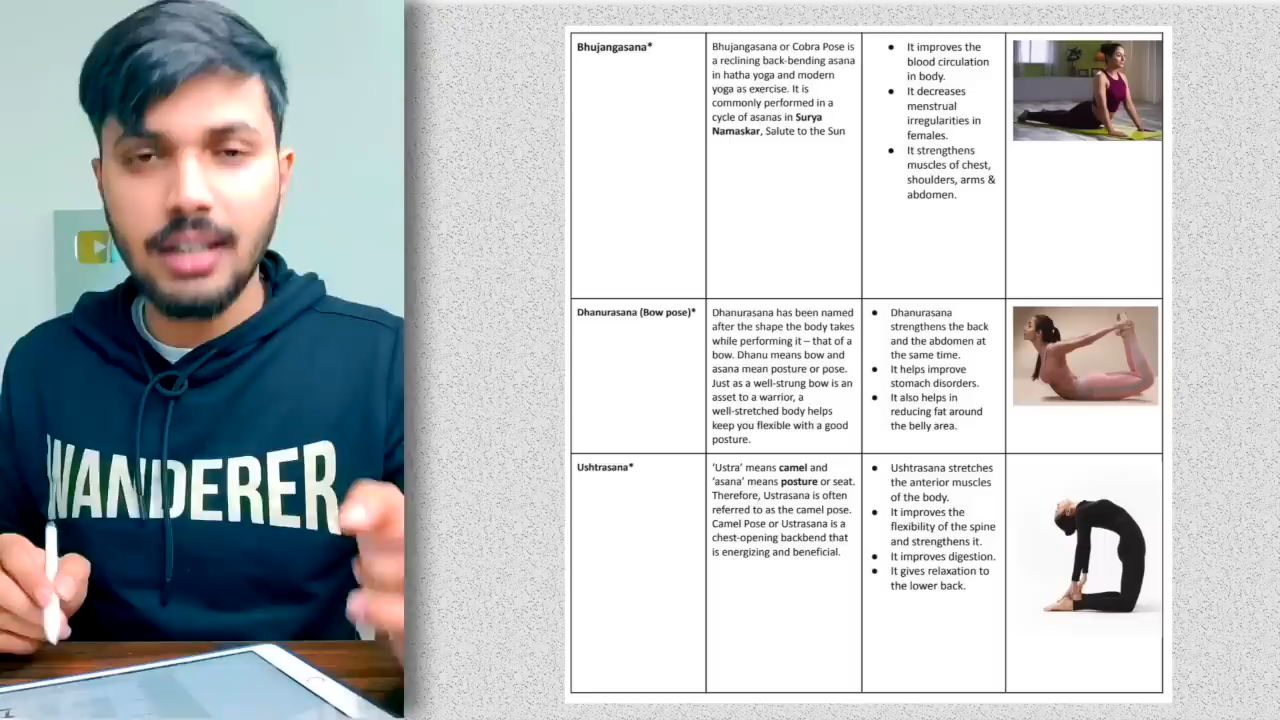 WANDERER
Bhujangasana*
Bhujangasana or Cobra Pose is
a reclining back-bending asana
in hatha yoga and modern
yoga as exercise. It is
commonly performed in a
cycle of asanas in Surya
Namaskar, Salute to the Sun
● It improves the
blood circulation
in body.
● It decreases
menstrual
irregularities in
females.
● It strengthens
muscles of chest,
shoulders, arms &
abdomen.
Dhanurasana (Bow pose)*
Dhanurasana has been named
after the shape the body takes
while performing it – that of a
bow. Dhanu means bow and
asana mean posture or pose.
Just as a well-strung bow is an
asset to a warrior, a
well-stretched body helps
keep you flexible with a good
posture.
● Dhanurasana
strengthens the back
and the abdomen at
the same time.
● It helps improve
stomach disorders.
● It also helps in
reducing fat around
the belly area.
Ushtrasana*
‘Ustra’ means camel and
‘asana’ means posture or seat.
Therefore, Ustrasana is often
referred to as the camel pose.
Camel Pose or Ustrasana is a
chest-opening backbend that
is energizing and beneficial.
● Ushtrasana stretches
the anterior muscles
of the body.
● It improves the
flexibility of the spine
and strengthens it.
● It improves digestion.
● It gives relaxation to
the lower back.